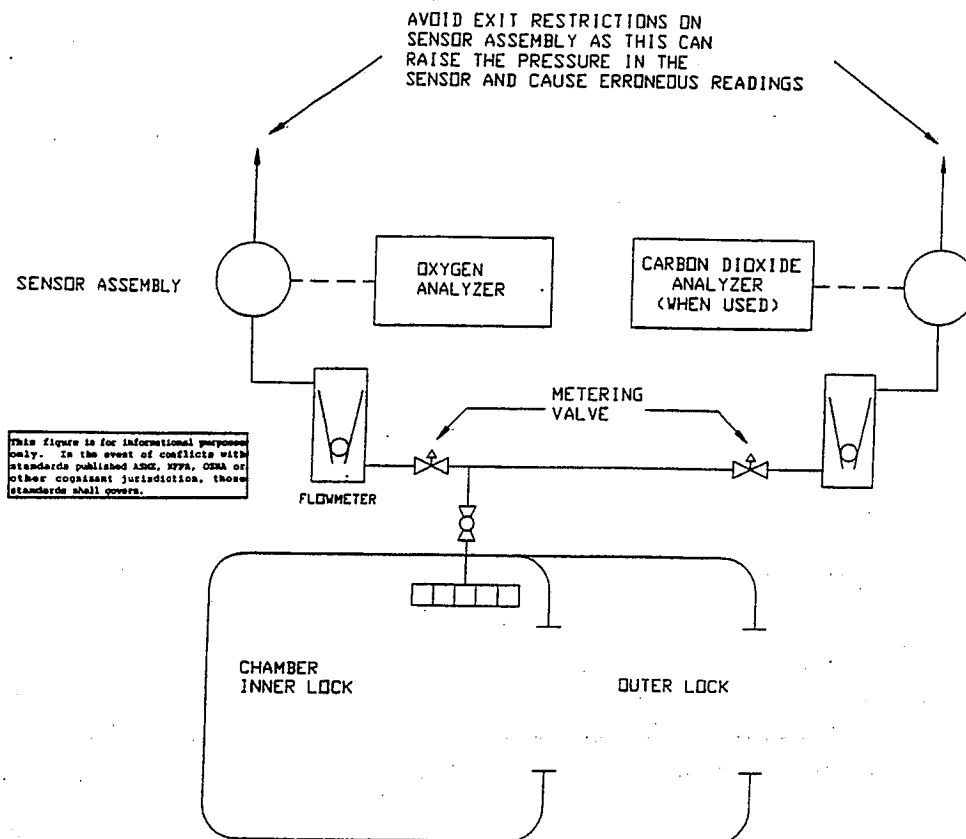 AVOID EXIT RESTRICTIONS ON
SENSOR ASSEMBLY AS THIS CAN
RAISE THE PRESSURE IN THE
SENSOR AND CAUSE ERRONEOUS READINGS
SENSOR ASSEMBLY
OXYGEN
ANALYZER
CARBON DIOXIDE
ANALYZER
(WHEN USED)
METERING
VALVE
This figure is for informational purposes
only. In the event of conflicts with
standards published ASME, NFPA, OSHA or
other cognizant jurisdiction, those
standards shall govern.
FLOWMETER
CHAMBER
INNER LOCK
OUTER LOCK